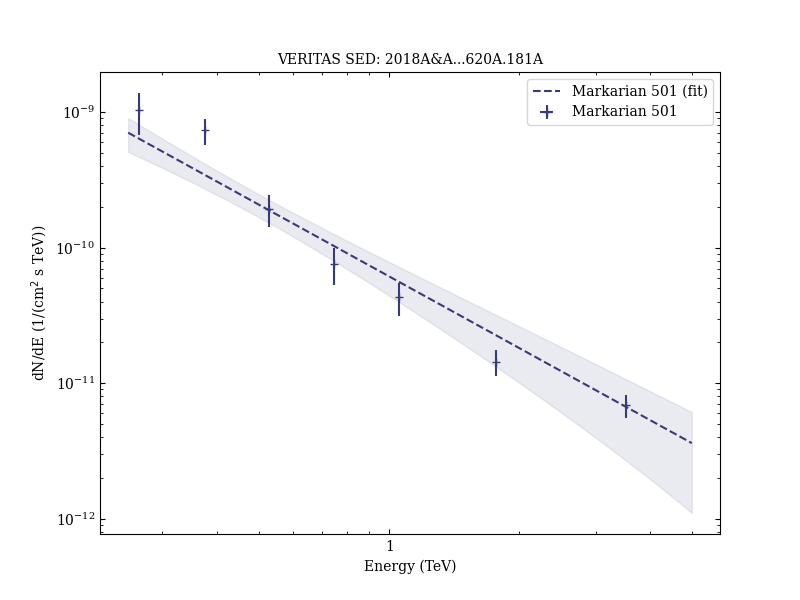 VERITAS SED: 2018A&A...620A.181A
Markarian 501 (fit)
Markarian 501
10⁻⁹
10⁻¹⁰
10⁻¹¹
10⁻¹²
dN/dE (1/(cm² s TeV))
1
Energy (TeV)